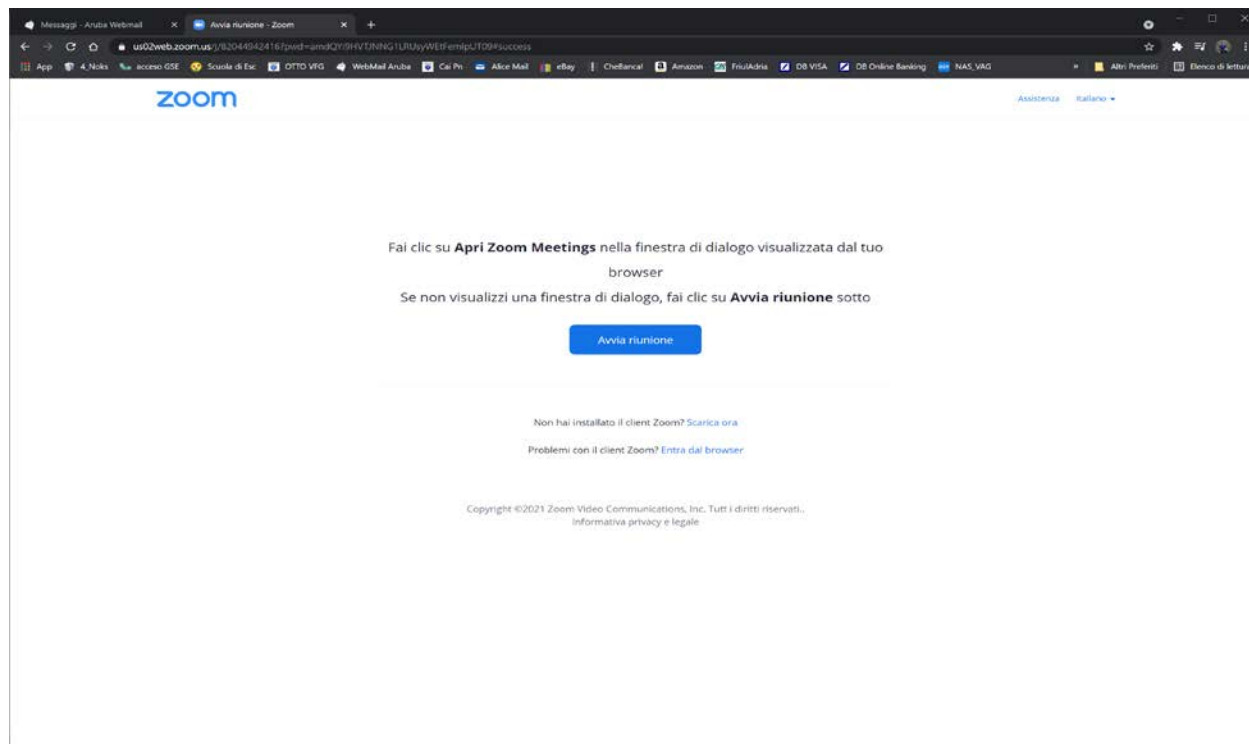 Messaggi - Aruba Webmail
Avvia riunione - Zoom
App 4_Noks acceso GSE Scuola di Esc OTTO VFG WebMail Aruba Cai Pn Alice Mail eBay CheBanca! Amazon FriulAdria DB VISA DB Online Banking NAS_VAG » Altri Preferiti Elenco di lettura
zoom
Assistenza Italiano
Fai clic su Apri Zoom Meetings nella finestra di dialogo visualizzata dal tuo
browser
Se non visualizzi una finestra di dialogo, fai clic su Avvia riunione sotto
Avvia riunione
Non hai installato il client Zoom? Scarica ora
Problemi con il client Zoom? Entra dal browser
Copyright ©2021 Zoom Video Communications, Inc. Tutt i diritti riservati..
Informativa privacy e legale